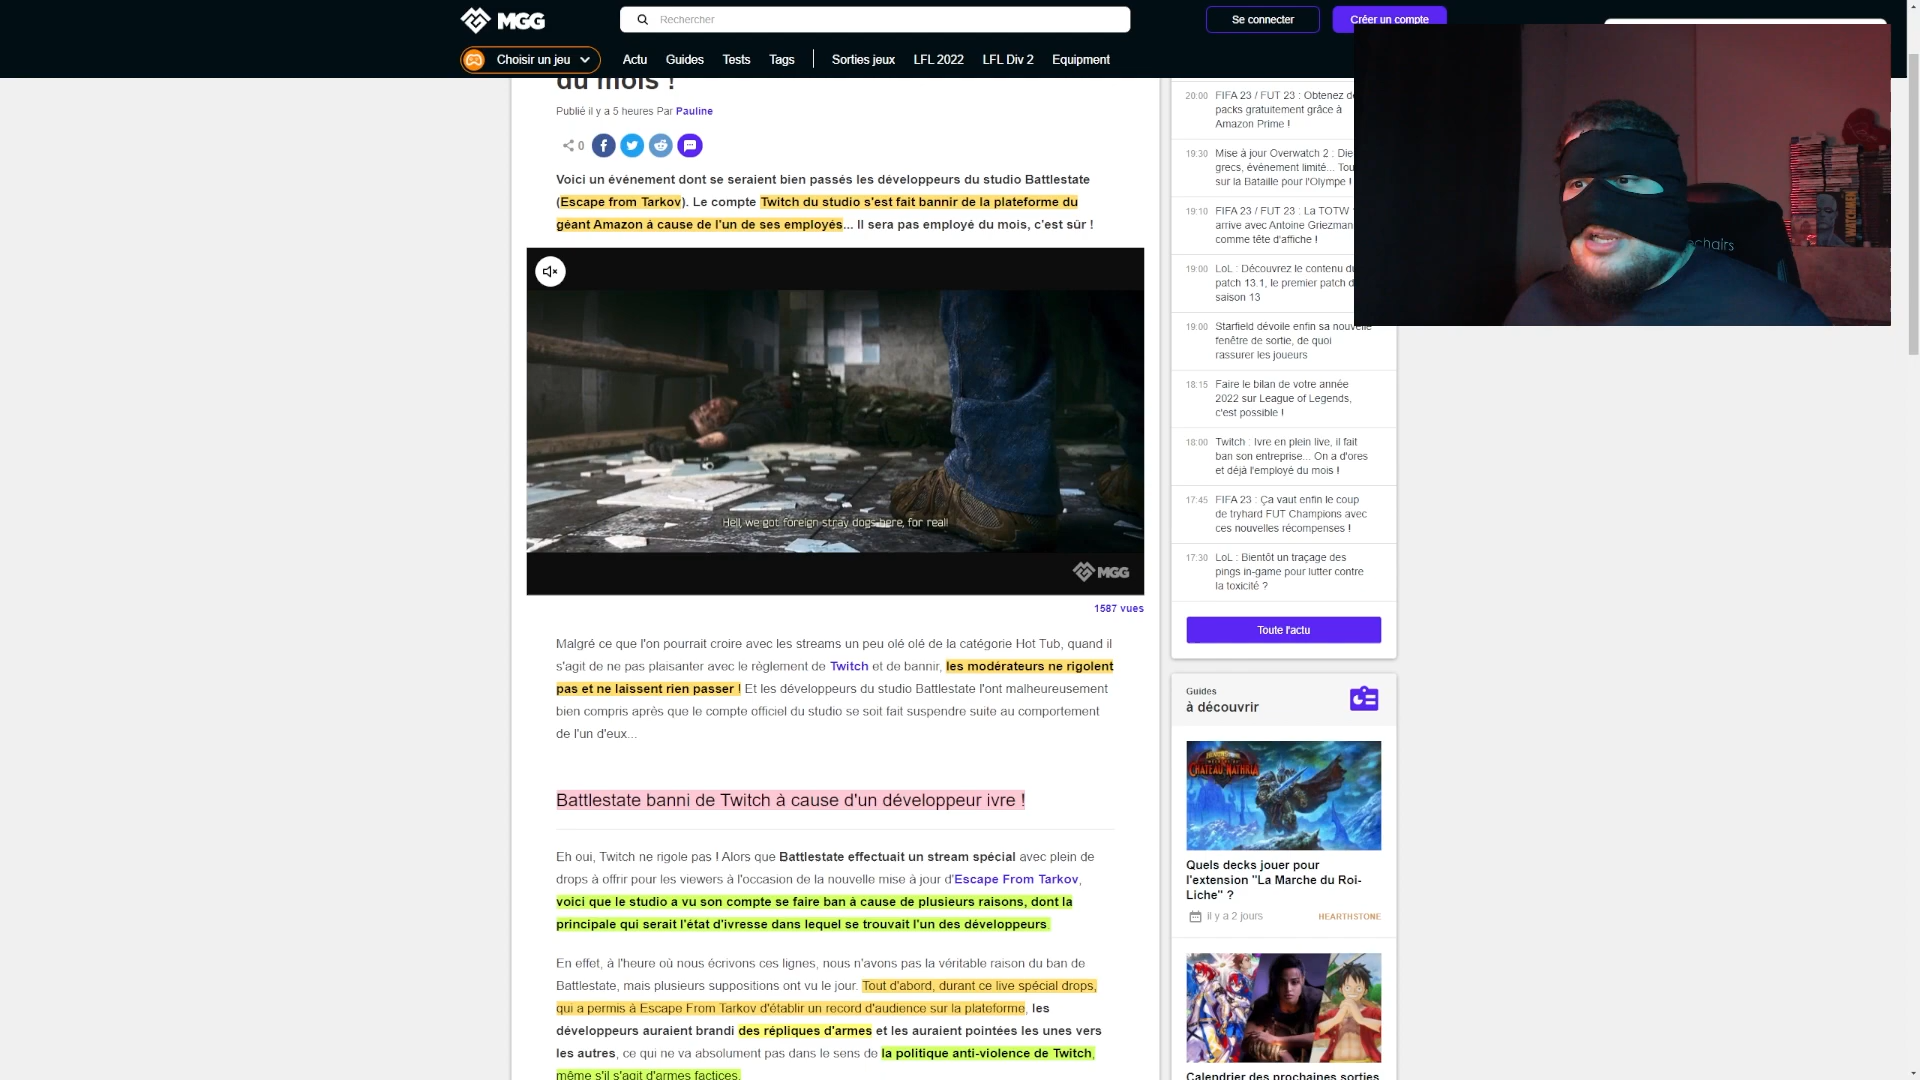 MGG
Rechercher
Se connecter
Créer un compte
Choisir un jeu
Actu
Guides
Tests
Tags
Sorties jeux
LFL 2022
LFL Div 2
Equipment
du mois !
Publié il y a 5 heures Par Pauline
0
Voici un événement dont se seraient bien passés les développeurs du studio Battlestate
(Escape from Tarkov). Le compte Twitch du studio s'est fait bannir de la plateforme du
géant Amazon à cause de l'un de ses employés... Il sera pas employé du mois, c'est sûr !
Hell, we got foreign stray dogs here, for real!
MGG
1587 vues
Malgré ce que l'on pourrait croire avec les streams un peu olé olé de la catégorie Hot Tub, quand il
s'agit de ne pas plaisanter avec le règlement de Twitch et de bannir, les modérateurs ne rigolent
pas et ne laissent rien passer ! Et les développeurs du studio Battlestate l'ont malheureusement
bien compris après que le compte officiel du studio se soit fait suspendre suite au comportement
de l'un d'eux...
Battlestate banni de Twitch à cause d'un développeur ivre !
Eh oui, Twitch ne rigole pas ! Alors que Battlestate effectuait un stream spécial avec plein de
drops à offrir pour les viewers à l'occasion de la nouvelle mise à jour d'Escape From Tarkov,
voici que le studio a vu son compte se faire ban à cause de plusieurs raisons, dont la
principale qui serait l'état d'ivresse dans lequel se trouvait l'un des développeurs.
En effet, à l'heure où nous écrivons ces lignes, nous n'avons pas la véritable raison du ban de
Battlestate, mais plusieurs suppositions ont vu le jour. Tout d'abord, durant ce live spécial drops,
qui a permis à Escape From Tarkov d'établir un record d'audience sur la plateforme, les
développeurs auraient brandi des répliques d'armes et les auraient pointées les unes vers
les autres, ce qui ne va absolument pas dans le sens de la politique anti-violence de Twitch,
même s'il s'agit d'armes factices.
20:00 FIFA 23 / FUT 23 : Obtenez de
packs gratuitement grâce à
Amazon Prime !
19:30 Mise à jour Overwatch 2 : Die
grecs, événement limité... Tou
sur la Bataille pour l'Olympe !
19:10 FIFA 23 / FUT 23 : La TOTW
arrive avec Antoine Griezman
comme tête d'affiche !
19:00 LoL : Découvrez le contenu du
patch 13.1, le premier patch d
saison 13
19:00 Starfield dévoile enfin sa nouvelle
fenêtre de sortie, de quoi
rassurer les joueurs
18:15 Faire le bilan de votre année
2022 sur League of Legends,
c'est possible !
18:00 Twitch : Ivre en plein live, il fait
ban son entreprise... On a d'ores
et déjà l'employé du mois !
17:45 FIFA 23 : Ça vaut enfin le coup
de tryhard FUT Champions avec
ces nouvelles récompenses !
17:30 LoL : Bientôt un traçage des
pings in-game pour lutter contre
la toxicité ?
Toute l'actu
Guides
à découvrir
CHÂTEAU NATHRIA
Quels decks jouer pour
l'extension "La Marche du Roi-
Liche" ?
il y a 2 jours
HEARTHSTONE
Calendrier des prochaines sorties
echairs
WATCHMEN